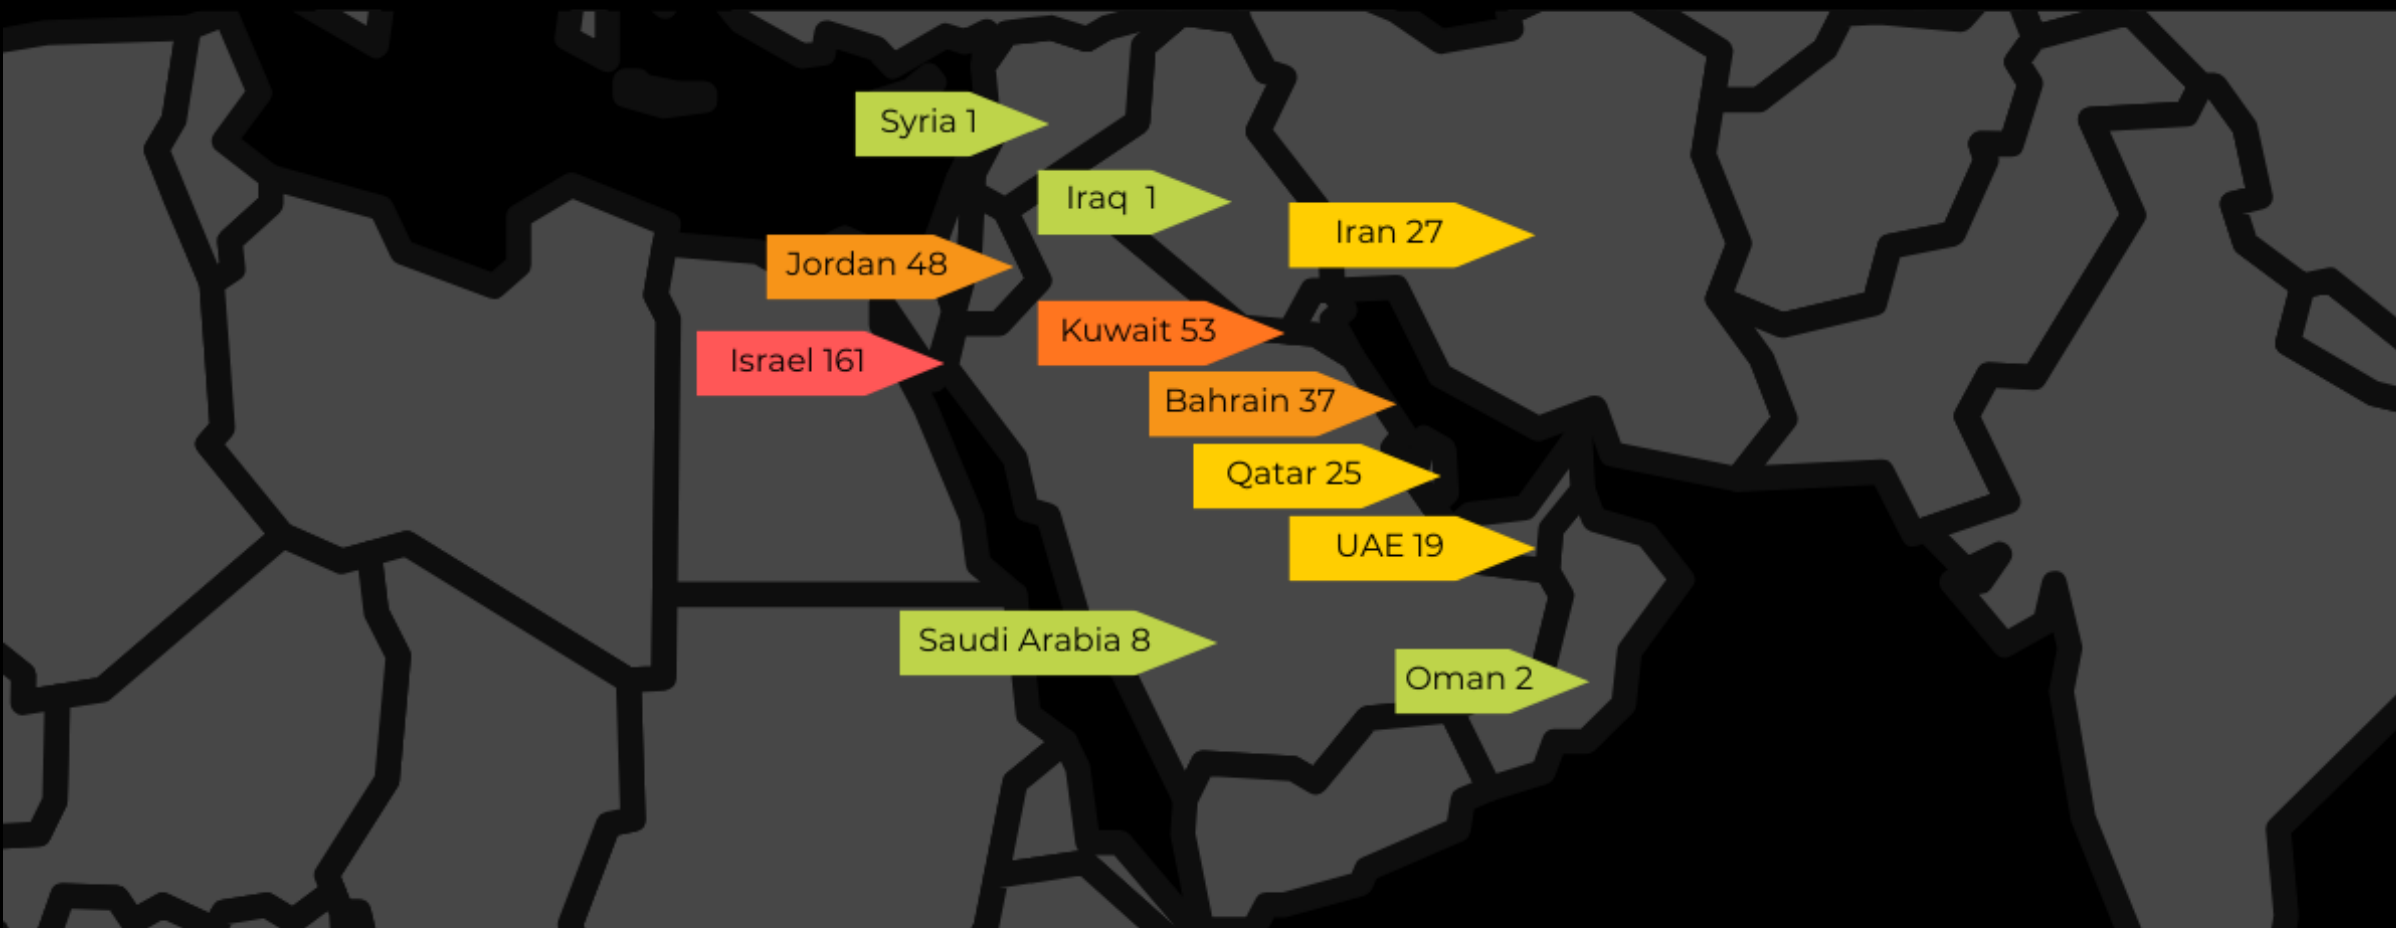 Syria 1
Iraq 1
Iran 27
Jordan 48
Kuwait 53
Israel 161
Bahrain 37
Qatar 25
UAE 19
Saudi Arabia 8
Oman 2